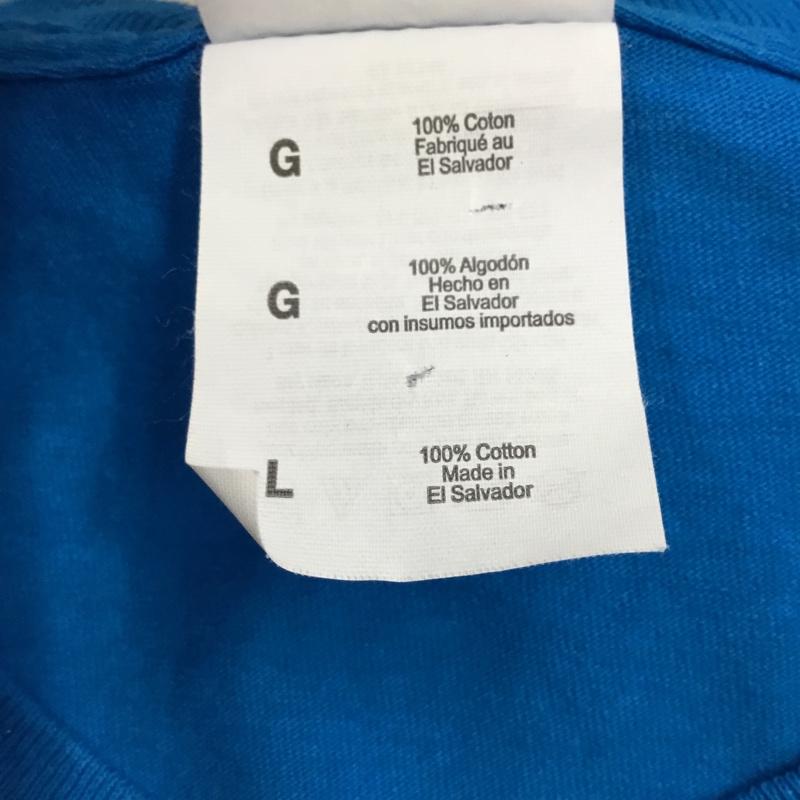 G
100% Coton
Fabriqué au
El Salvador
G
100% Algodón
Hecho en
El Salvador
con insumos importados
L
100% Cotton
Made in
El Salvador